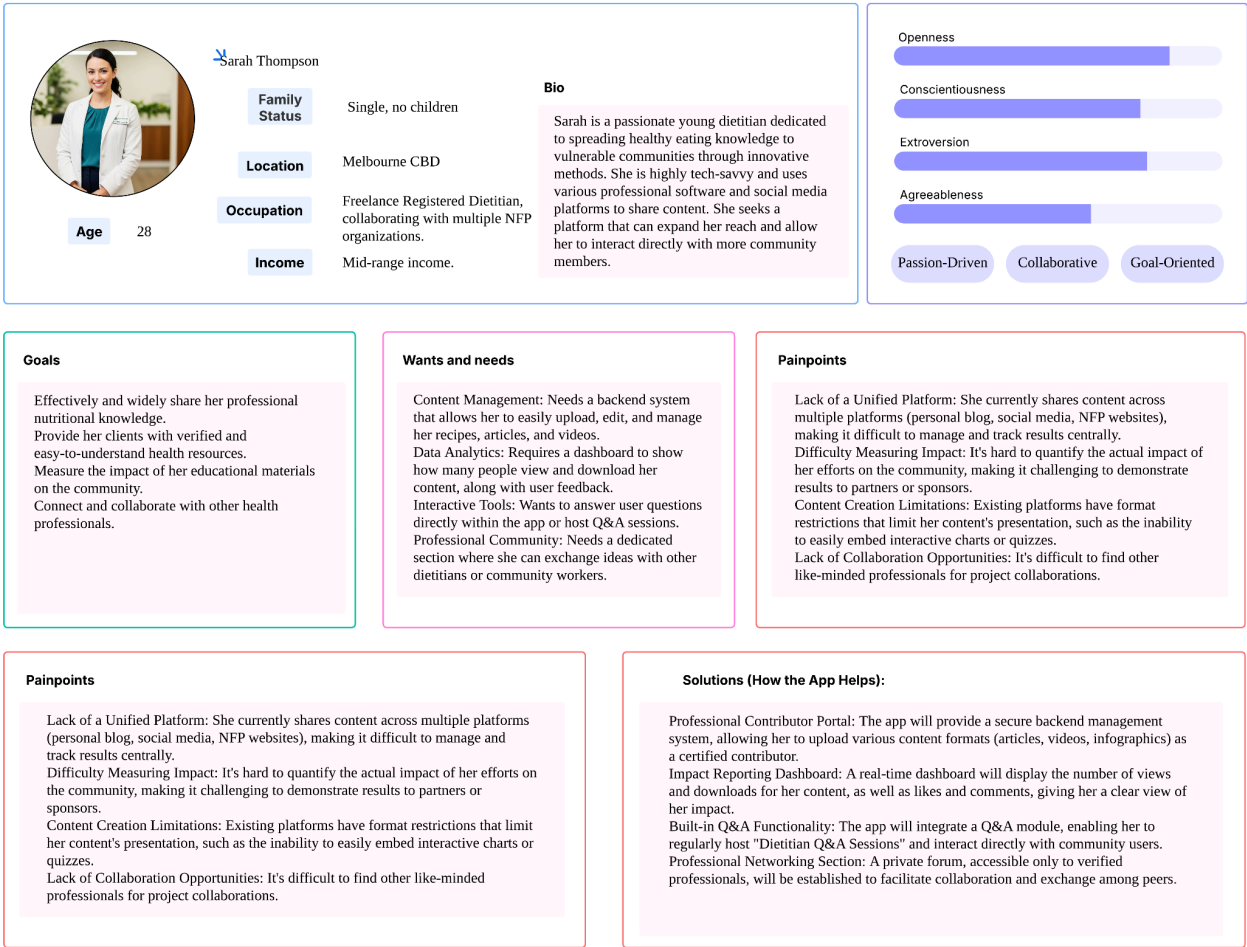 Sarah Thompson
Family
Status
Single, no children
Location
Melbourne CBD
Occupation
Freelance Registered Dietitian,
collaborating with multiple NFP
organizations.
Age
28
Income
Mid-range income.
Bio
Sarah is a passionate young dietitian dedicated
to spreading healthy eating knowledge to
vulnerable communities through innovative
methods. She is highly tech-savvy and uses
various professional software and social media
platforms to share content. She seeks a
platform that can expand her reach and allow
her to interact directly with more community
members.
Openness
Conscientiousness
Extroversion
Agreeableness
Passion-Driven
Collaborative
Goal-Oriented
Goals
Effectively and widely share her professional
nutritional knowledge.
Provide her clients with verified and
easy-to-understand health resources.
Measure the impact of her educational materials
on the community.
Connect and collaborate with other health
professionals.
Wants and needs
Content Management: Needs a backend system
that allows her to easily upload, edit, and manage
her recipes, articles, and videos.
Data Analytics: Requires a dashboard to show
how many people view and download her
content, along with user feedback.
Interactive Tools: Wants to answer user questions
directly within the app or host Q&A sessions.
Professional Community: Needs a dedicated
section where she can exchange ideas with other
dietitians or community workers.
Painpoints
Lack of a Unified Platform: She currently shares content across
multiple platforms (personal blog, social media, NFP websites),
making it difficult to manage and track results centrally.
Difficulty Measuring Impact: It's hard to quantify the actual impact of
her efforts on the community, making it challenging to demonstrate
results to partners or sponsors.
Content Creation Limitations: Existing platforms have format
restrictions that limit her content's presentation, such as the inability
to easily embed interactive charts or quizzes.
Lack of Collaboration Opportunities: It's difficult to find other
like-minded professionals for project collaborations.
Painpoints
Lack of a Unified Platform: She currently shares content across multiple platforms
(personal blog, social media, NFP websites), making it difficult to manage and
track results centrally.
Difficulty Measuring Impact: It's hard to quantify the actual impact of her efforts on
the community, making it challenging to demonstrate results to partners or
sponsors.
Content Creation Limitations: Existing platforms have format restrictions that limit
her content's presentation, such as the inability to easily embed interactive charts or
quizzes.
Lack of Collaboration Opportunities: It's difficult to find other like-minded
professionals for project collaborations.
Solutions (How the App Helps):
Professional Contributor Portal: The app will provide a secure backend management
system, allowing her to upload various content formats (articles, videos, infographics) as
a certified contributor.
Impact Reporting Dashboard: A real-time dashboard will display the number of views
and downloads for her content, as well as likes and comments, giving her a clear view of
her impact.
Built-in Q&A Functionality: The app will integrate a Q&A module, enabling her to
regularly host "Dietitian Q&A Sessions" and interact directly with community users.
Professional Networking Section: A private forum, accessible only to verified
professionals, will be established to facilitate collaboration and exchange among peers.